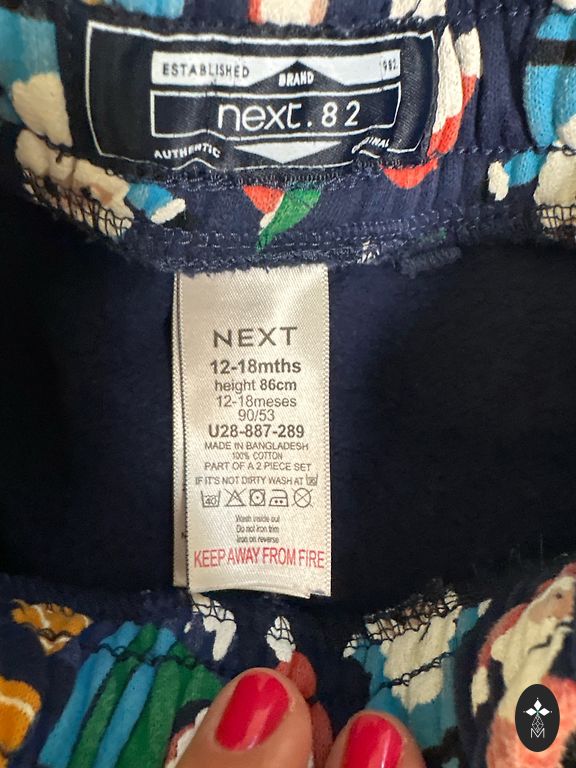 ESTABLISHED BRAND 1982
next.82
AUTHENTIC ORIGINAL
NEXT
12-18mths
height 86cm
12-18meses
90/53
U28-887-289
MADE IN BANGLADESH
100% COTTON
PART OF A 2 PIECE SET
IF IT'S NOT DIRTY WASH AT 30
40
Wash inside out
Do not iron trim
Iron on reverse
KEEP AWAY FROM FIRE
M